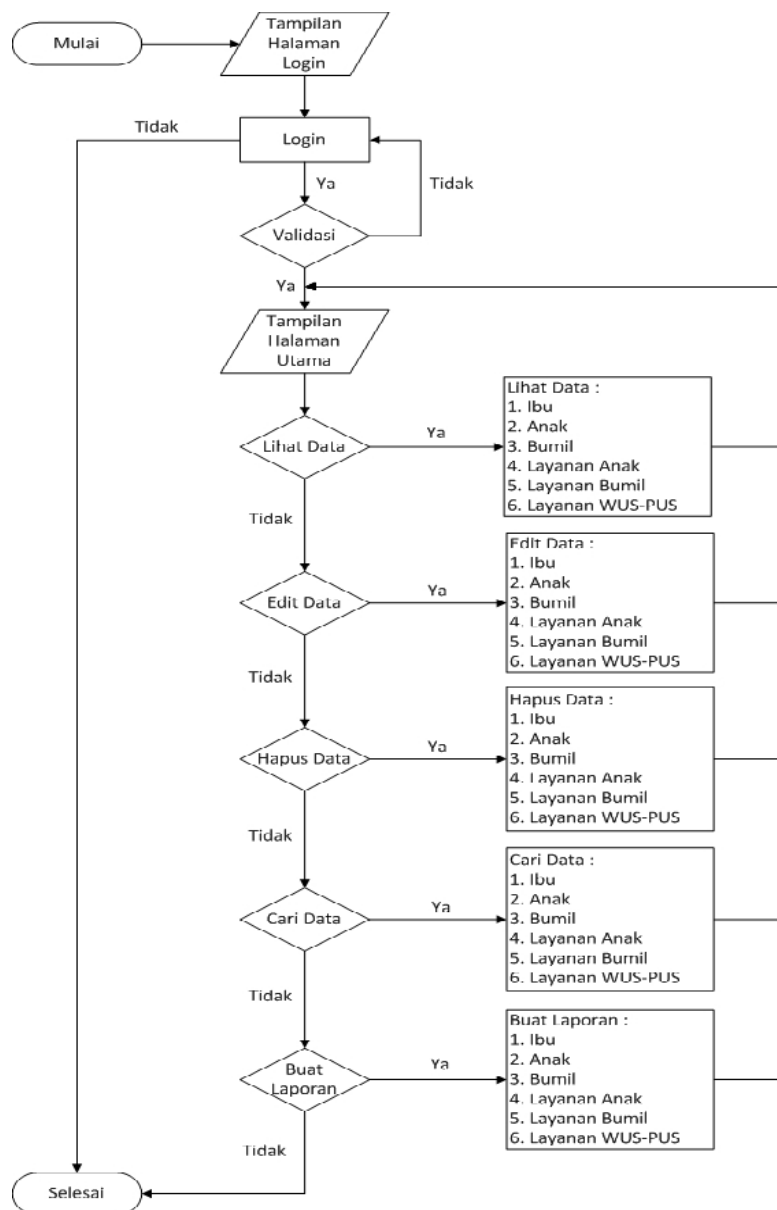 Mulai
Tampilan
Halaman
Login
Tidak
Login
Ya
Tidak
Validasi
Ya
Tampilan
Halaman
Utama
Lihat Data
Ya
Lihat Data :
1. Ibu
2. Anak
3. Bumil
4. Layanan Anak
5. Layanan Bumil
6. Layanan WUS-PUS
Tidak
Edit Data
Ya
Edit Data :
1. Ibu
2. Anak
3. Bumil
4. Layanan Anak
5. Layanan Bumil
6. Layanan WUS-PUS
Tidak
Hapus Data
Ya
Hapus Data :
1. Ibu
2. Anak
3. Bumil
4. Layanan Anak
5. Layanan Bumil
6. Layanan WUS-PUS
Tidak
Cari Data
Ya
Cari Data :
1. Ibu
2. Anak
3. Bumil
4. Layanan Anak
5. Layanan Bumil
6. Layanan WUS-PUS
Tidak
Buat
Laporan
Ya
Buat Laporan :
1. Ibu
2. Anak
3. Bumil
4. Layanan Anak
5. Layanan Bumil
6. Layanan WUS-PUS
Tidak
Selesai